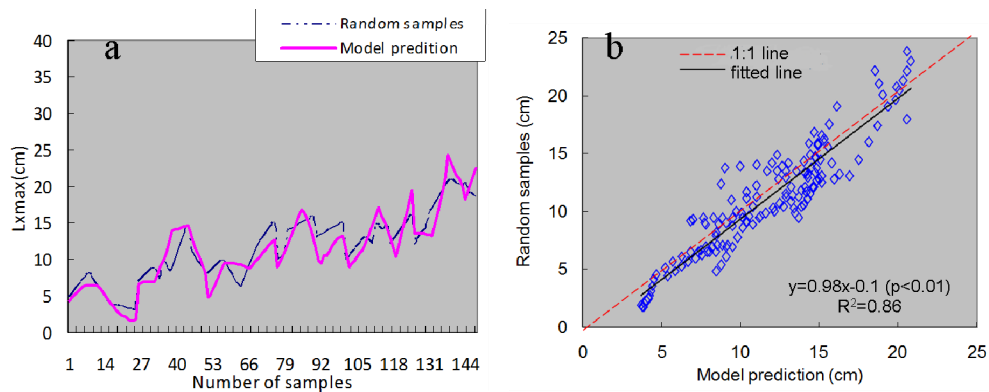 a
Random samples
Model predition
40
35
30
25
20
15
10
5
0
Lxmax(cm)
1 14 27 40 53 66 79 92 105 118 131 144
Number of samples
b
1:1 line
fitted line
25
20
15
10
5
0
Random samples (cm)
y=0.98x-0.1 (p<0.01)
R²=0.86
0 5 10 15 20 25
Model prediction (cm)